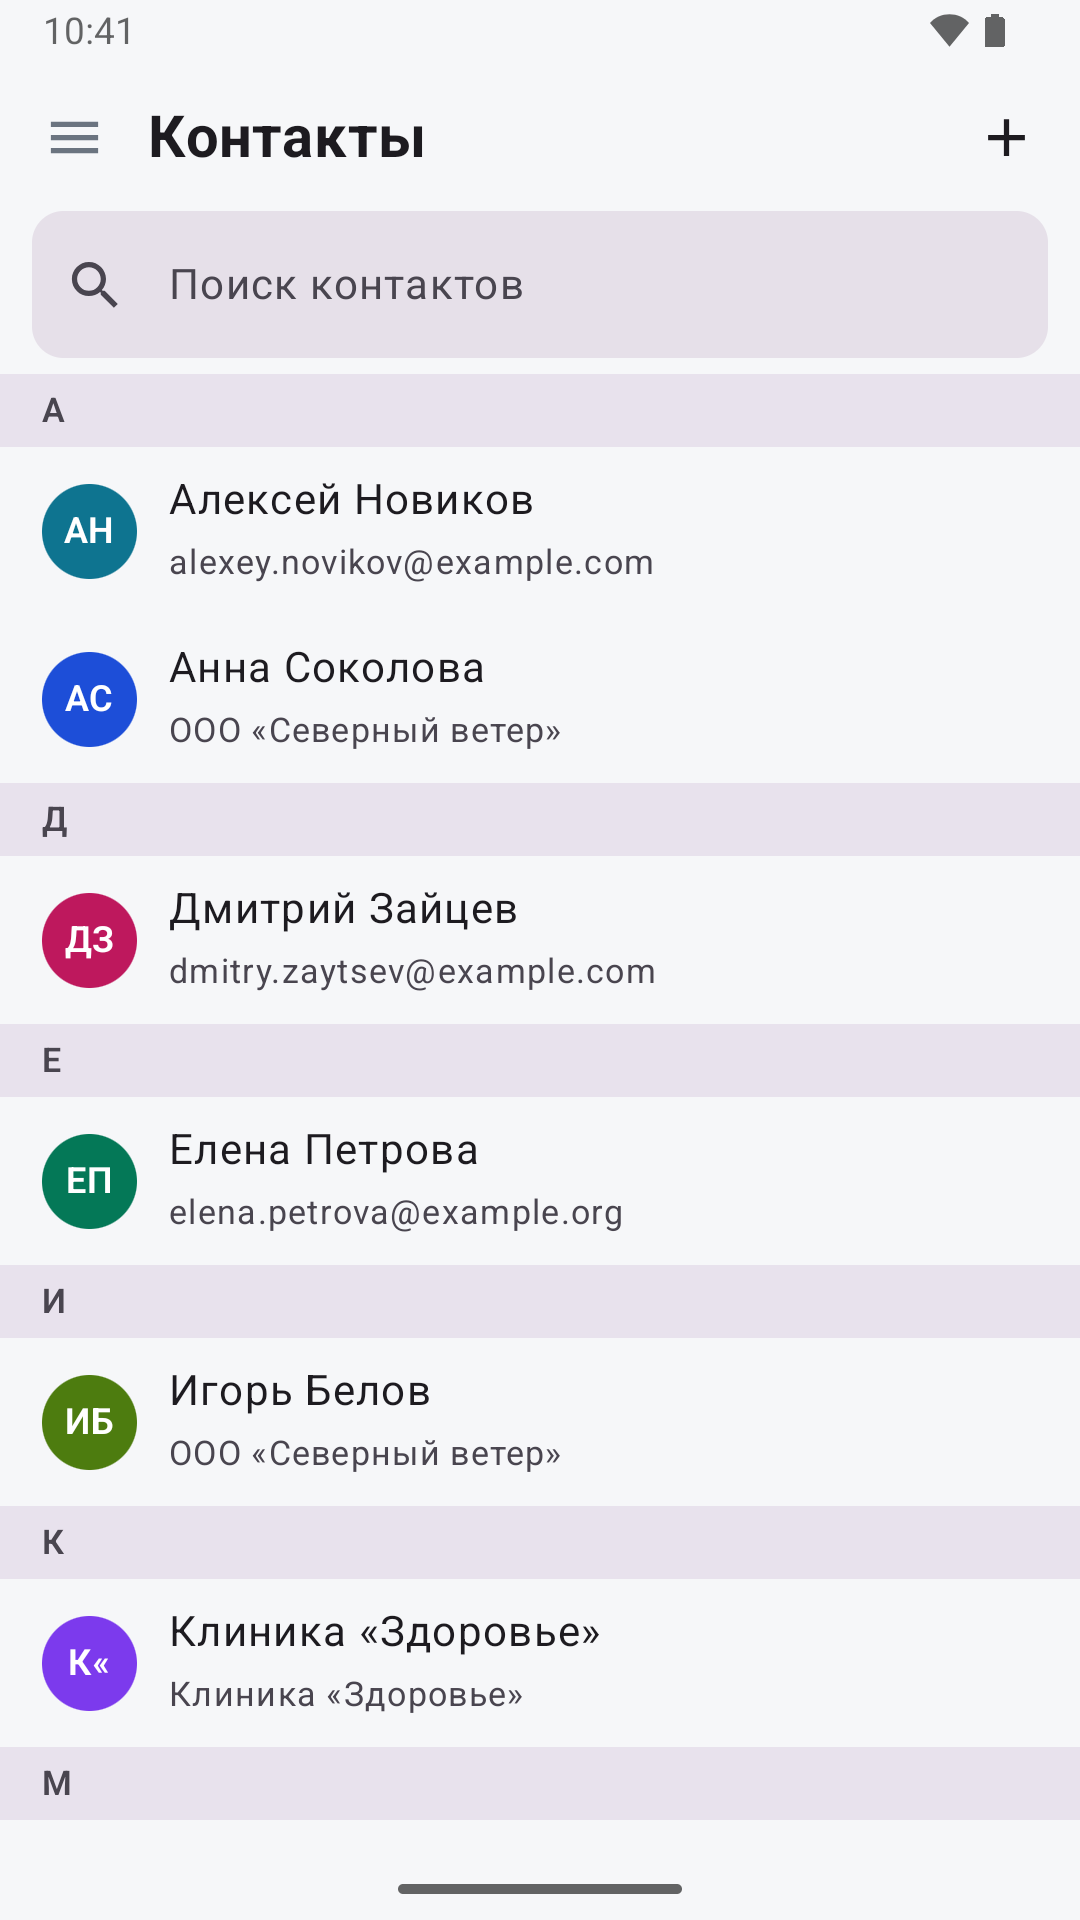 10:41
Контакты
Поиск контактов
А
АН
Алексей Новиков
alexey.novikov@example.com
АС
Анна Соколова
ООО «Северный ветер»
Д
ДЗ
Дмитрий Зайцев
dmitry.zaytsev@example.com
Е
ЕП
Елена Петрова
elena.petrova@example.org
И
ИБ
Игорь Белов
ООО «Северный ветер»
К
К«
Клиника «Здоровье»
Клиника «Здоровье»
М